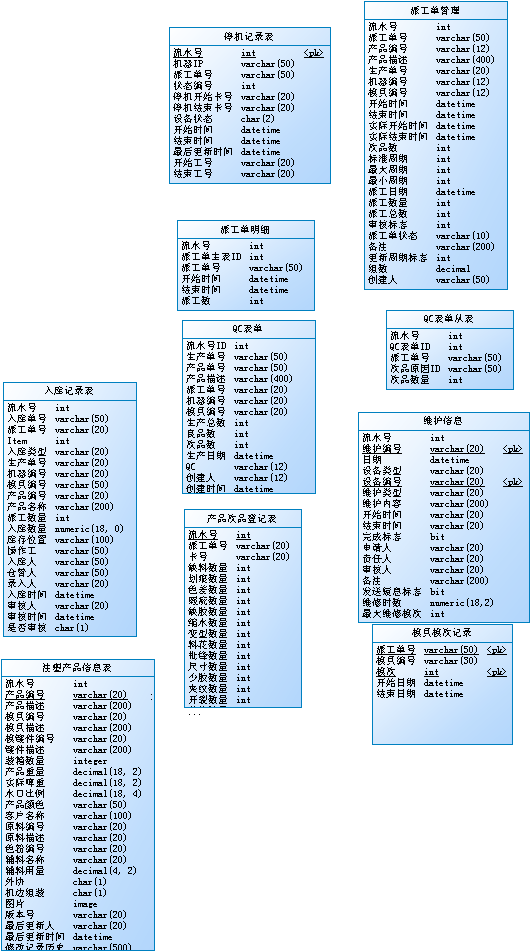 停机记录表
流水号 int <pk>
机器IP varchar(50)
派工单号 varchar(50)
状态编号 int
停机开始卡号 varchar(20)
停机结束卡号 varchar(20)
设备状态 char(2)
开始时间 datetime
结束时间 datetime
最后更新时间 datetime
开始工号 varchar(20)
结束工号 varchar(20)
派工单管理
流水号 int
派工单号 varchar(50)
产品编号 varchar(12)
产品描述 varchar(400)
生产单号 varchar(20)
机器编号 varchar(12)
模具编号 varchar(12)
开始时间 datetime
结束时间 datetime
实际开始时间 datetime
实际结束时间 datetime
次品数 int
标准周期 int
最大周期 int
最小周期 int
派工日期 datetime
派工数量 int
派工总数 int
审核标志 int
派工单状态 varchar(10)
备注 varchar(200)
更新周期标志 int
组数 decimal
创建人 varchar(50)
派工单明细
流水号 int
派工单主表ID int
派工单号 varchar(50)
开始时间 datetime
结束时间 datetime
派工数 int
QC表单
流水单号ID int
生产单号 varchar(50)
产品单号 varchar(50)
产品描述 varchar(400)
派工单号 varchar(20)
机器编号 varchar(20)
模具编号 varchar(20)
生产总数 int
良品数 int
次品数 int
生产日期 datetime
QC varchar(12)
创建人 varchar(12)
创建时间 datetime
QC表单从表
流水号 int
QC表单ID int
派工单号 varchar(50)
次品原因ID varchar(50)
次品数量 int
入库记录表
流水号 int
入库单号 varchar(50)
派工单号 varchar(20)
Item int
入库类型 varchar(20)
生产单号 varchar(20)
机器编号 varchar(20)
模具编号 varchar(50)
产品编号 varchar(20)
产品名称 varchar(200)
派工数量 int
入库数量 numeric(18, 0)
库存位置 varchar(100)
操作工 varchar(50)
入库人 varchar(50)
仓管人 varchar(50)
录入人 varchar(20)
入库时间 datetime
审核人 varchar(20)
审核时间 datetime
是否审核 char(1)
维护信息
流水号 int
维护编号 varchar(20) <pk>
日期 datetime
设备类型 varchar(20)
设备编号 varchar(20) <pk>
维护类型 varchar(20)
维护内容 varchar(200)
开始时间 varchar(20)
结束时间 varchar(20)
完成标志 bit
申请人 varchar(20)
责任人 varchar(20)
审核人 varchar(20)
备注 varchar(200)
发送短息标志 bit
维修时数 numeric(18,2)
最大维修模次 int
产品次品登记表
流水号 int
派工单号 varchar(20)
卡号 varchar(20)
缺料数量 int
划痕数量 int
色差数量 int
瑕疵数量 int
缺胶数量 int
缩水数量 int
变型数量 int
料花数量 int
批锋数量 int
尺寸数量 int
少胶数量 int
夹纹数量 int
开裂数量 int
...
模具模次记录
派工单号 varchar(50) <pk>
模具编号 varchar(50)
模次 int <pk>
开始日期 datetime
结束日期 datetime
注塑产品信息表
流水号 int
产品编号 varchar(20)
产品描述 varchar(200)
模具编号 varchar(20)
模具描述 varchar(200)
模镶件编号 varchar(20)
镶件描述 varchar(200)
装箱数量 integer
产品重量 decimal(18, 2)
实际啤重 decimal(18, 2)
水口比例 decimal(18, 4)
产品颜色 varchar(50)
客户名称 varchar(100)
原料编号 varchar(20)
原料描述 varchar(20)
色粉编号 varchar(20)
辅料名称 varchar(20)
辅料用量 decimal(4, 2)
外协 char(1)
机边组装 char(1)
图片 image
版本号 varchar(20)
最后更新人 varchar(20)
最后更新时间 datetime
修改记录历史 varchar(500)